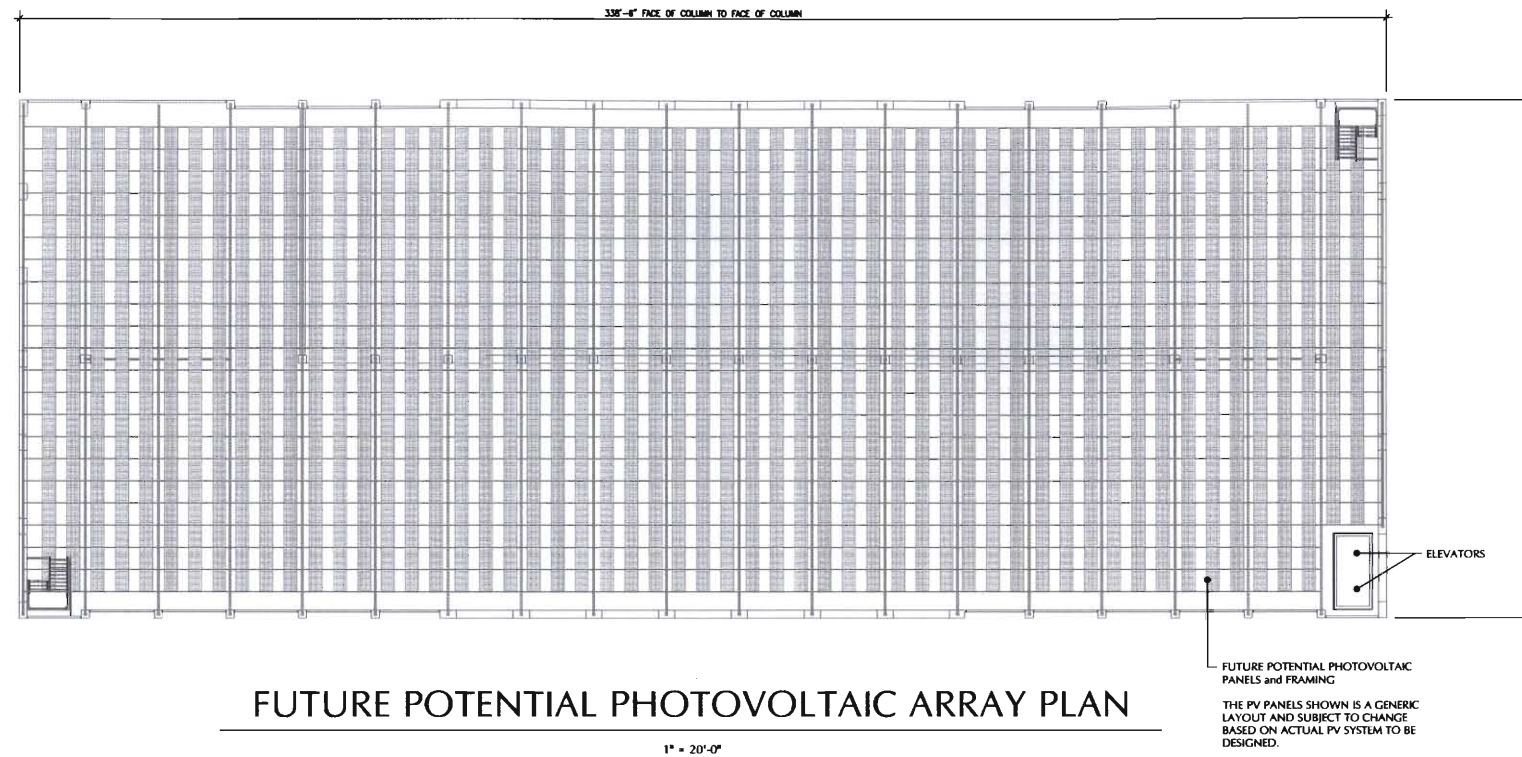 338'-8" FACE OF COLUMN TO FACE OF COLUMN
ELEVATORS
FUTURE POTENTIAL PHOTOVOLTAIC
PANELS and FRAMING
THE PV PANELS SHOWN IS A GENERIC
LAYOUT AND SUBJECT TO CHANGE
BASED ON ACTUAL PV SYSTEM TO BE
DESIGNED.
FUTURE POTENTIAL PHOTOVOLTAIC ARRAY PLAN
1" = 20'-0"